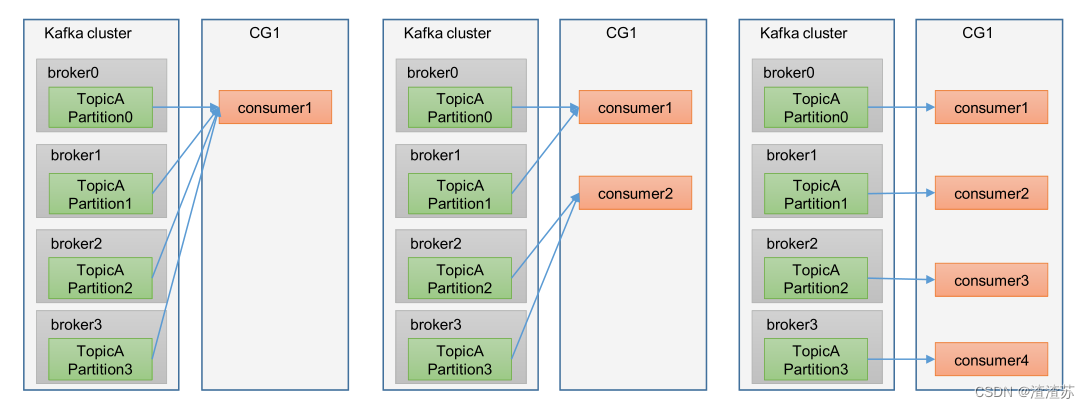 Kafka cluster
CG1
broker0
TopicA
Partition0
consumer1
broker1
TopicA
Partition1
broker2
TopicA
Partition2
broker3
TopicA
Partition3
Kafka cluster
CG1
broker0
TopicA
Partition0
consumer1
broker1
TopicA
Partition1
consumer2
broker2
TopicA
Partition2
broker3
TopicA
Partition3
Kafka cluster
CG1
broker0
TopicA
Partition0
consumer1
broker1
TopicA
Partition1
consumer2
broker2
TopicA
Partition2
consumer3
broker3
TopicA
Partition3
consumer4
CSDN @渣渣苏